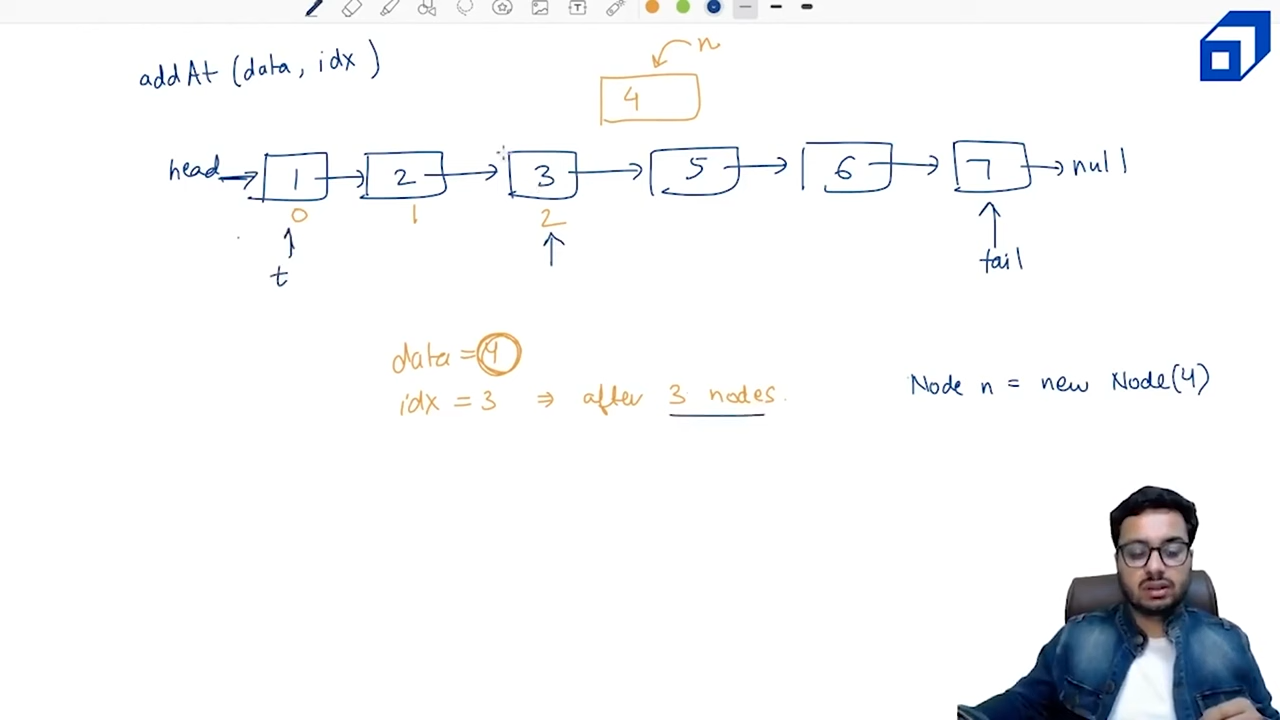 addAt (data, idx)
n
4
head → 1 → 2 → 3 → 5 → 6 → 7 → null
0 1 2
t
tail
data = 4
idx = 3 ⇒ after 3 nodes.
Node n = new Node(4)